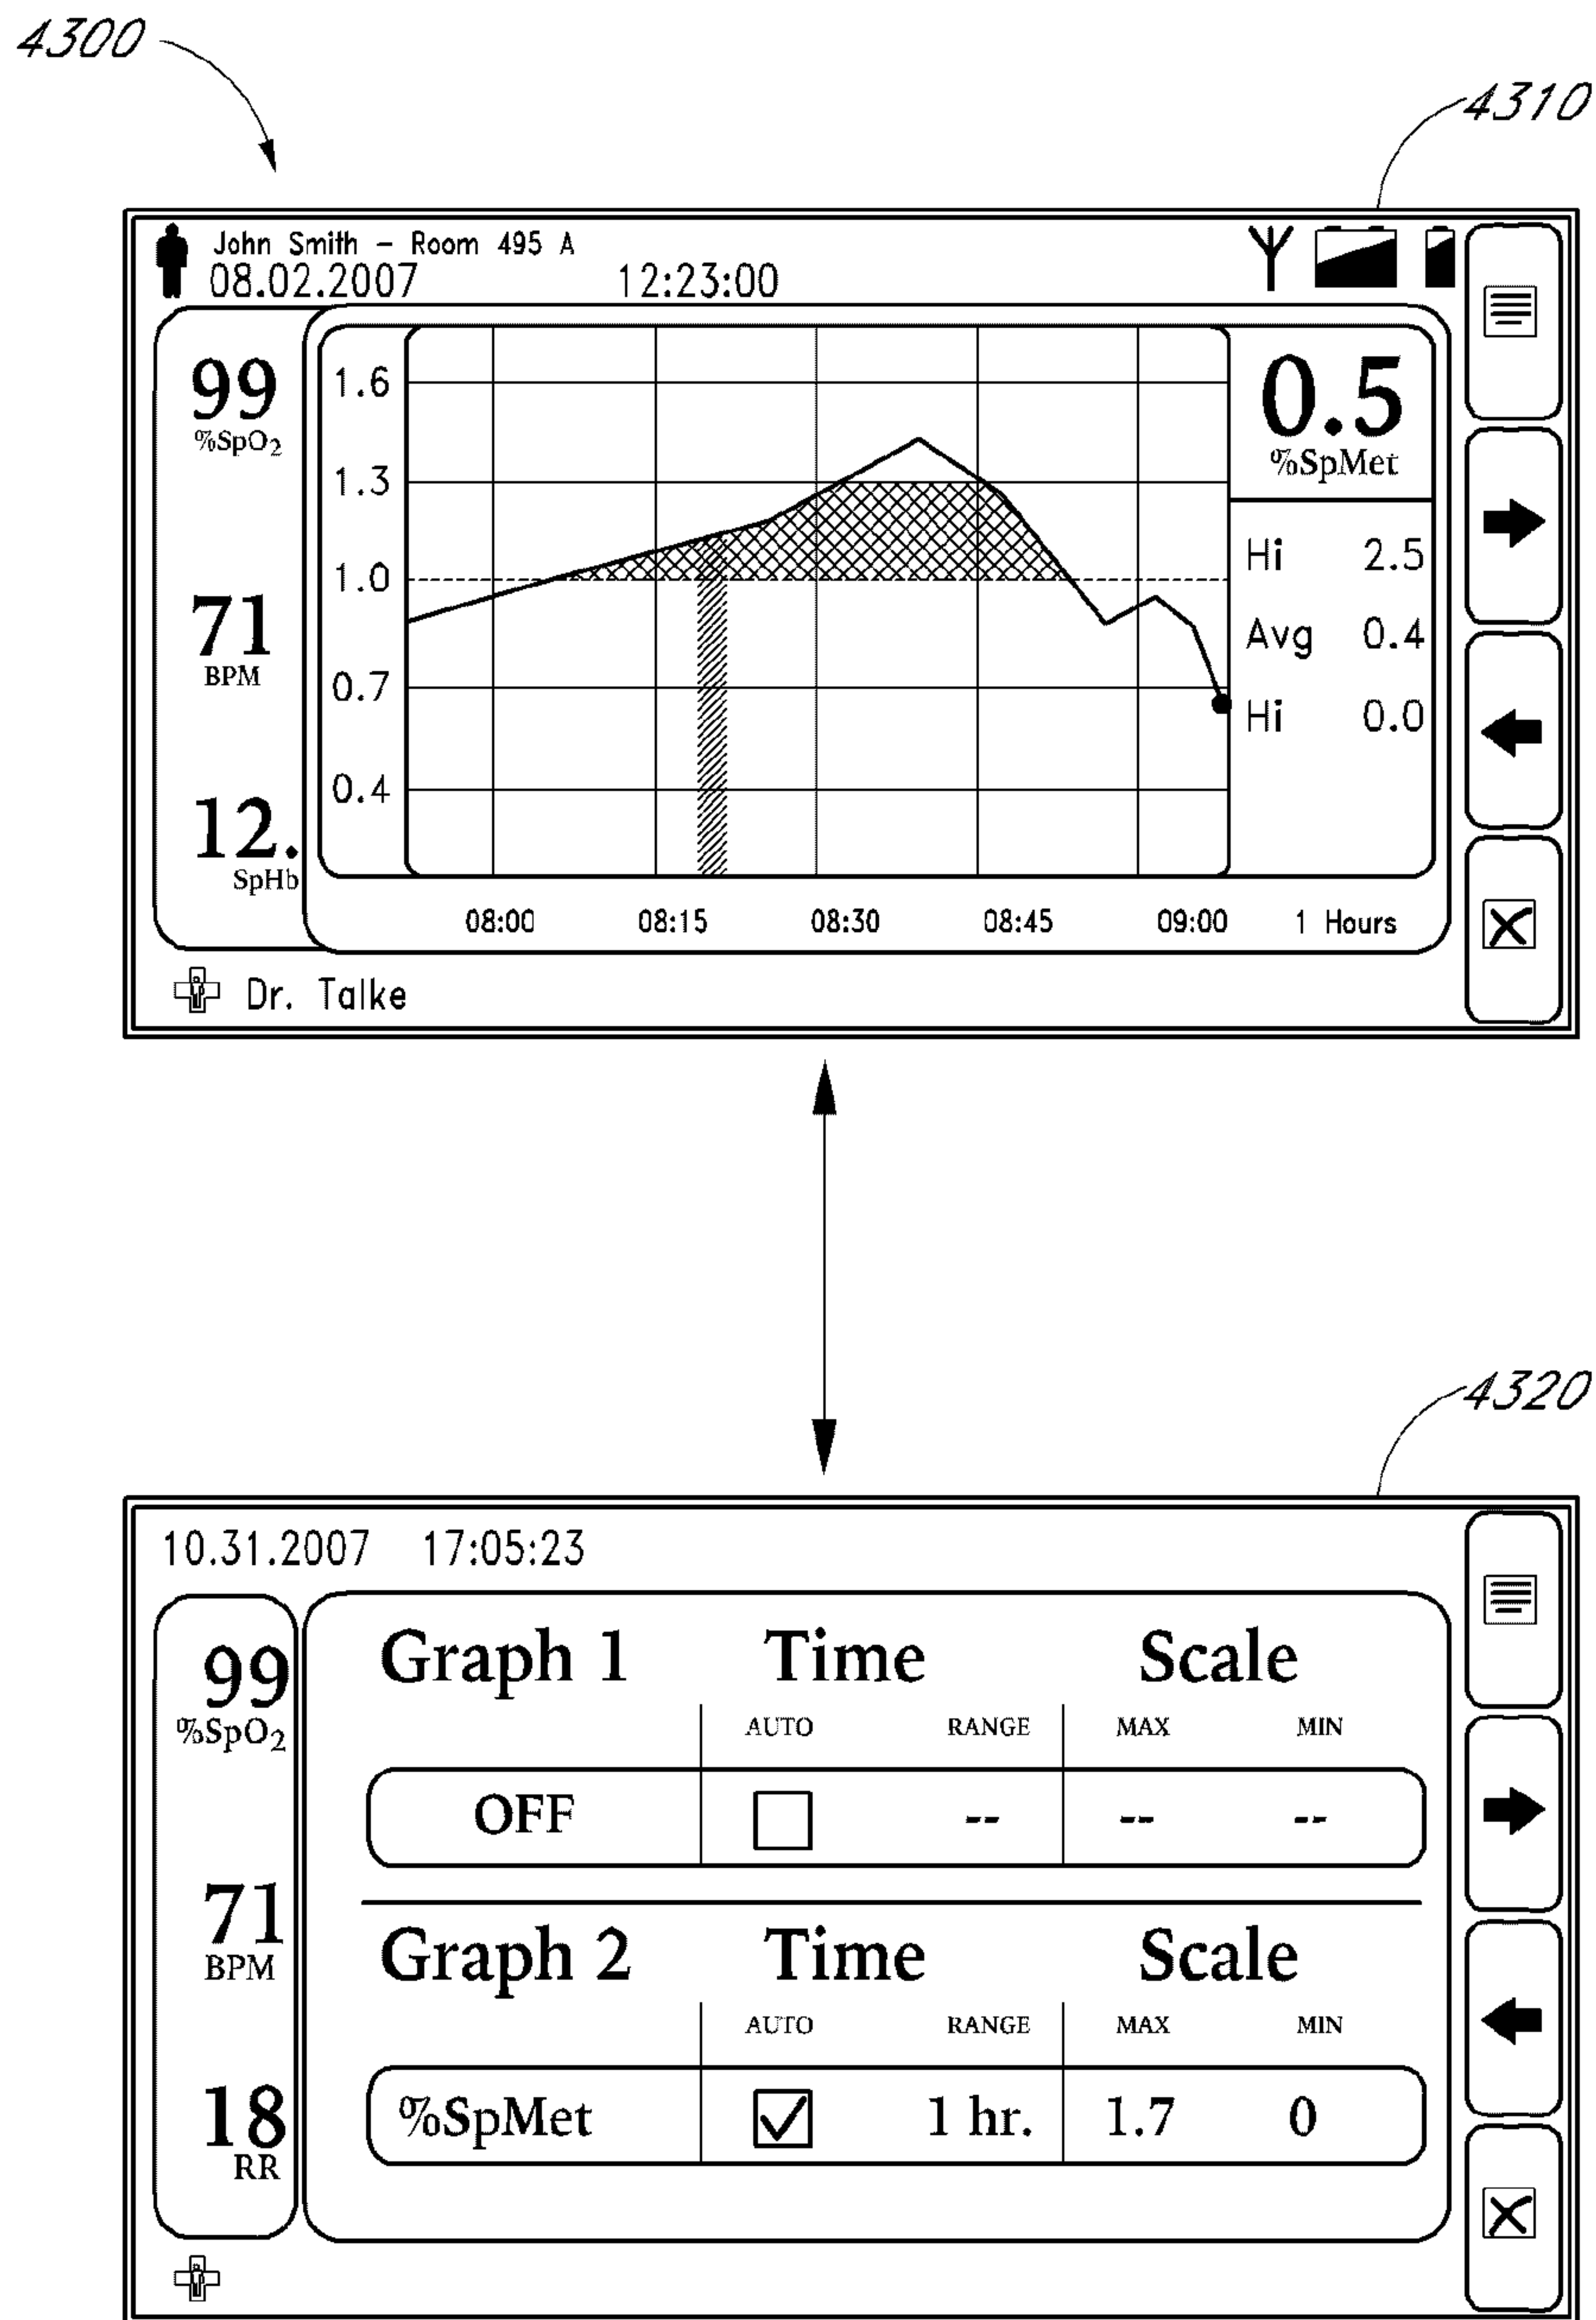 4300
4310
John Smith - Room 495 A
08.02.2007 12:23:00
99
%SpO2
71
BPM
12.
SpHb
1.6
1.3
1.0
0.7
0.4
0.5
%SpMet
Hi 2.5
Avg 0.4
Hi 0.0
08:00 08:15 08:30 08:45 09:00 1 Hours
Dr. Talke
4320
10.31.2007 17:05:23
99
%SpO2
71
BPM
18
RR
Graph 1 Time Scale
AUTO RANGE MAX MIN
OFF -- -- --
Graph 2 Time Scale
AUTO RANGE MAX MIN
%SpMet 1 hr. 1.7 0